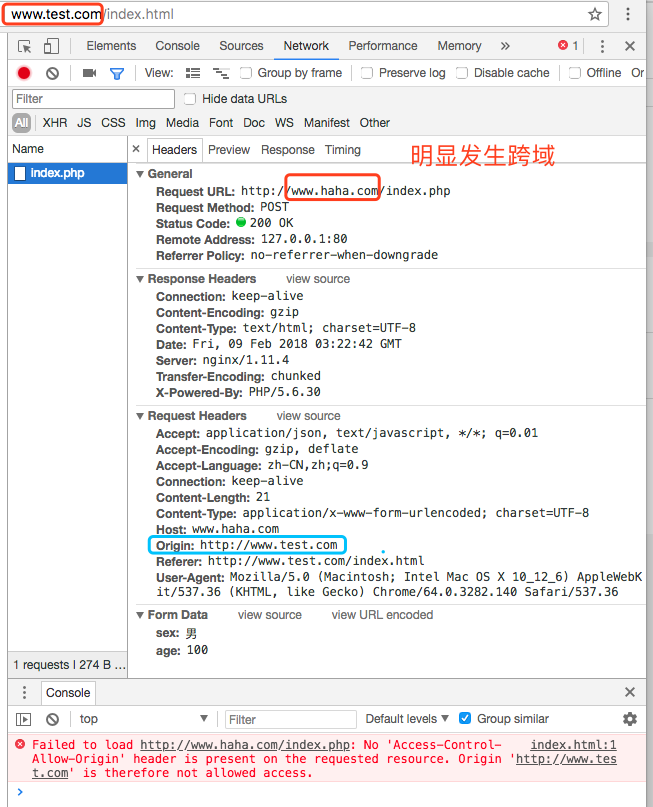 www.test.com/index.html
Elements Console Sources Network Performance Memory » 1
View: Group by frame Preserve log Disable cache Offline Or
Filter Hide data URLs
All XHR JS CSS Img Media Font Doc WS Manifest Other
Name
× Headers Preview Response Timing
明显发生跨域
index.php
General
Request URL: http://www.haha.com/index.php
Request Method: POST
Status Code: 200 OK
Remote Address: 127.0.0.1:80
Referrer Policy: no-referrer-when-downgrade
Response Headers view source
Connection: keep-alive
Content-Encoding: gzip
Content-Type: text/html; charset=UTF-8
Date: Fri, 09 Feb 2018 03:22:42 GMT
Server: nginx/1.11.4
Transfer-Encoding: chunked
X-Powered-By: PHP/5.6.30
Request Headers view source
Accept: application/json, text/javascript, */*; q=0.01
Accept-Encoding: gzip, deflate
Accept-Language: zh-CN,zh;q=0.9
Connection: keep-alive
Content-Length: 21
Content-Type: application/x-www-form-urlencoded; charset=UTF-8
Host: www.haha.com
Origin: http://www.test.com
Referer: http://www.test.com/index.html
User-Agent: Mozilla/5.0 (Macintosh; Intel Mac OS X 10_12_6) AppleWebK
it/537.36 (KHTML, like Gecko) Chrome/64.0.3282.140 Safari/537.36
Form Data view source view URL encoded
sex: 男
age: 100
1 requests | 274 B ...
Console
top Filter Default levels Group similar
Failed to load http://www.haha.com/index.php: No 'Access-Control- index.html:1
Allow-Origin' header is present on the requested resource. Origin 'http://www.tes
t.com' is therefore not allowed access.